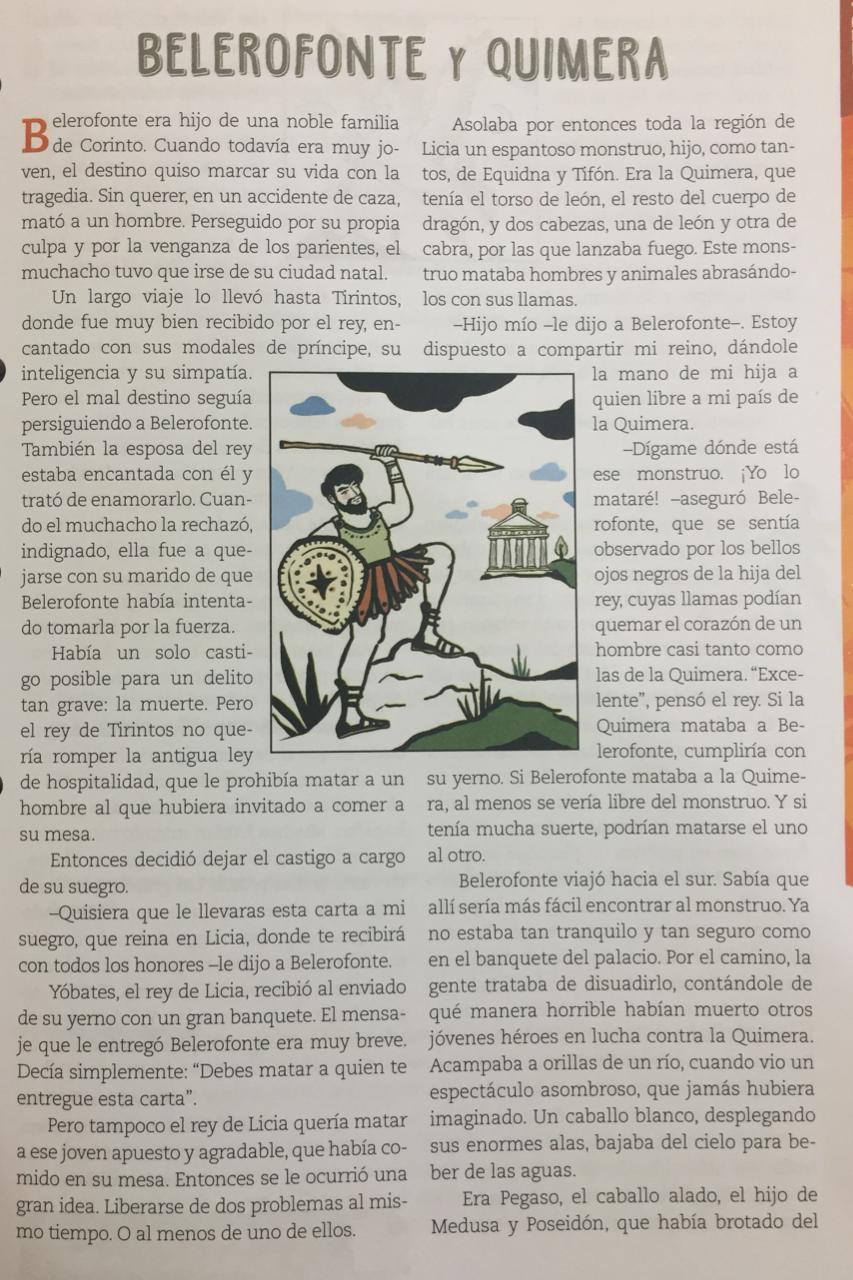 BELEROFONTE Y QUIMERA
Belerofonte era hijo de una noble familia
de Corinto. Cuando todavía era muy jo-
ven, el destino quiso marcar su vida con la
tragedia. Sin querer, en un accidente de caza,
mató a un hombre. Perseguido por su propia
culpa y por la venganza de los parientes, el
muchacho tuvo que irse de su ciudad natal.
Un largo viaje lo llevó hasta Tirintos,
donde fue muy bien recibido por el rey, en-
cantado con sus modales de príncipe, su
inteligencia y su simpatía.
Pero el mal destino seguía
persiguiendo a Belerofonte.
También la esposa del rey
estaba encantada con él y
trató de enamorarlo. Cuan-
do el muchacho la rechazó,
indignado, ella fue a que-
jarse con su marido de que
Belerofonte había intenta-
do tomarla por la fuerza.
Había un solo casti-
go posible para un delito
tan grave: la muerte. Pero
el rey de Tirintos no que-
ría romper la antigua ley
de hospitalidad, que le prohibía matar a un
hombre al que hubiera invitado a comer a
su mesa.
Entonces decidió dejar el castigo a cargo
de su suegro.
–Quisiera que le llevaras esta carta a mi
suegro, que reina en Licia, donde te recibirá
con todos los honores –le dijo a Belerofonte.
Yóbates, el rey de Licia, recibió al enviado
de su yerno con un gran banquete. El mensa-
je que le entregó Belerofonte era muy breve.
Decía simplemente: “Debes matar a quien te
entregue esta carta”.
Pero tampoco el rey de Licia quería matar
a ese joven apuesto y agradable, que había co-
mido en su mesa. Entonces se le ocurrió una
gran idea. Liberarse de dos problemas al mis-
mo tiempo. O al menos de uno de ellos.
Asolaba por entonces toda la región de
Licia un espantoso monstruo, hijo, como tan-
tos, de Equidna y Tifón. Era la Quimera, que
tenía el torso de león, el resto del cuerpo de
dragón, y dos cabezas, una de león y otra de
cabra, por las que lanzaba fuego. Este mons-
truo mataba hombres y animales abrasándo-
los con sus llamas.
–Hijo mío –le dijo a Belerofonte–. Estoy
dispuesto a compartir mi reino, dándole
la mano de mi hija a
quien libre a mi país de
la Quimera.
–Dígame dónde está
ese monstruo. ¡Yo lo
mataré! –aseguró Bele-
rofonte, que se sentía
observado por los bellos
ojos negros de la hija del
rey, cuyas llamas podían
quemar el corazón de un
hombre casi tanto como
las de la Quimera. “Exce-
lente”, pensó el rey. Si la
Quimera mataba a Be-
lerofonte, cumpliría con
su yerno. Si Belerofonte mataba a la Quime-
ra, al menos se vería libre del monstruo. Y si
tenía mucha suerte, podrían matarse el uno
al otro.
Belerofonte viajó hacia el sur. Sabía que
allí sería más fácil encontrar al monstruo. Ya
no estaba tan tranquilo y tan seguro como
en el banquete del palacio. Por el camino, la
gente trataba de disuadirlo, contándole de
qué manera horrible habían muerto otros
jóvenes héroes en lucha contra la Quimera.
Acampaba a orillas de un río, cuando vio un
espectáculo asombroso, que jamás hubiera
imaginado. Un caballo blanco, desplegando
sus enormes alas, bajaba del cielo para be-
ber de las aguas.
Era Pegaso, el caballo alado, el hijo de
Medusa y Poseidón, que había brotado del